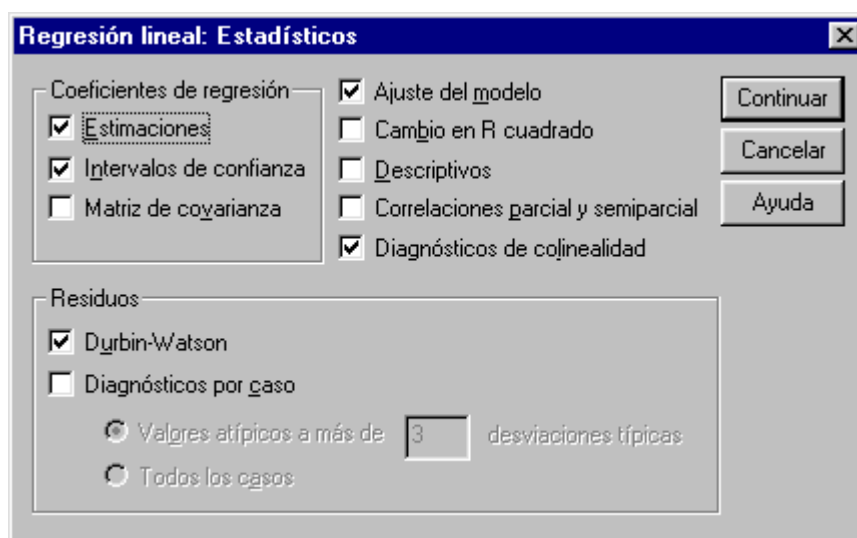 Regresión lineal: Estadísticos
Coeficientes de regresión
Estimaciones
Intervalos de confianza
Matriz de covarianza
Ajuste del modelo
Cambio en R cuadrado
Descriptivos
Correlaciones parcial y semiparcial
Diagnósticos de colinealidad
Continuar
Cancelar
Ayuda
Residuos
Durbin-Watson
Diagnósticos por caso
Valores atípicos a más de 3 desviaciones típicas
Todos los casos